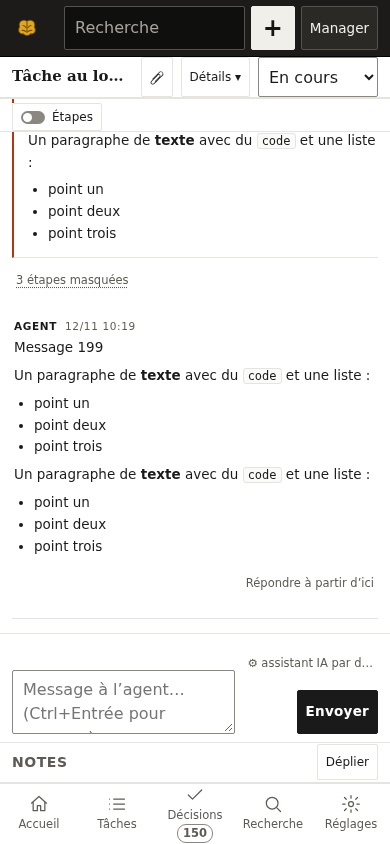 Recherche
+
Manager
Tâche au lo…
Détails ▾
En cours
Étapes
Un paragraphe de texte avec du code et une liste
:
• point un
• point deux
• point trois
3 étapes masquées
AGENT 12/11 10:19
Message 199
Un paragraphe de texte avec du code et une liste :
• point un
• point deux
• point trois
Un paragraphe de texte avec du code et une liste :
• point un
• point deux
• point trois
Répondre à partir d’ici
⚙ assistant IA par d…
Message à l’agent…
(Ctrl+Entrée pour
Envoyer
NOTES
Déplier
Accueil
Tâches
Décisions
150
Recherche
Réglages